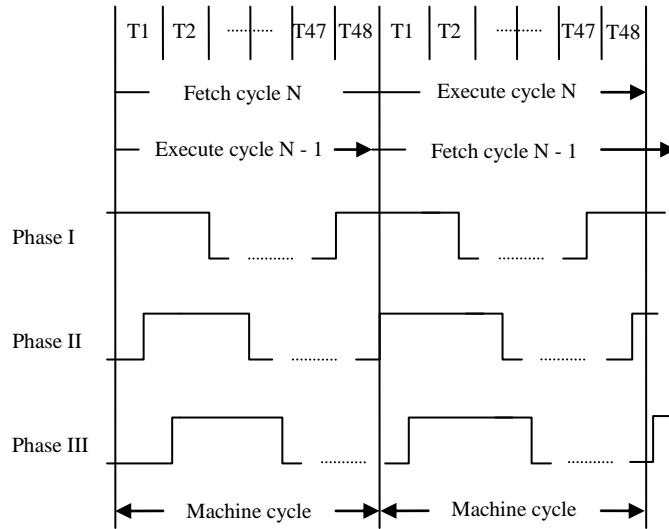 T1 T2 ........... T47 T48 T1 T2 ........... T47 T48
Fetch cycle N Execute cycle N
Execute cycle N - 1 Fetch cycle N - 1
Phase I
Phase II
Phase III
Machine cycle Machine cycle